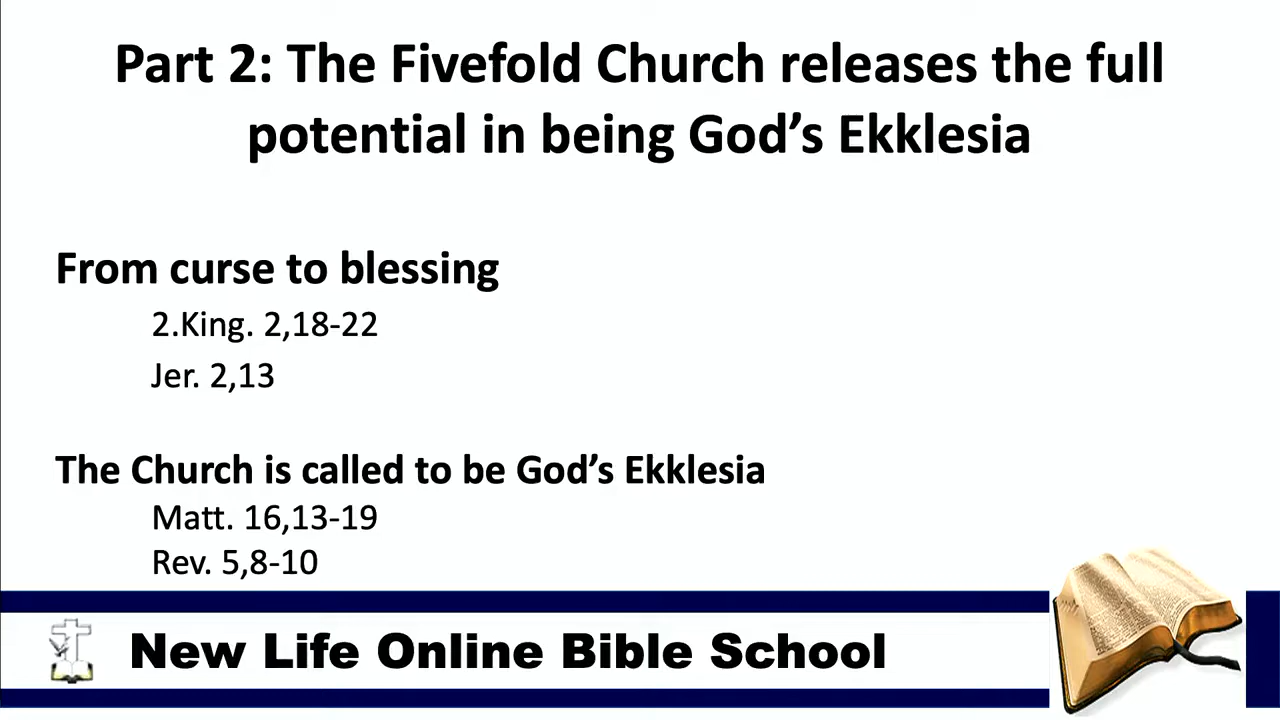 Part 2: The Fivefold Church releases the full
potential in being God’s Ekklesia
From curse to blessing
2.King. 2,18-22
Jer. 2,13
The Church is called to be God’s Ekklesia
Matt. 16,13-19
Rev. 5,8-10
New Life Online Bible School